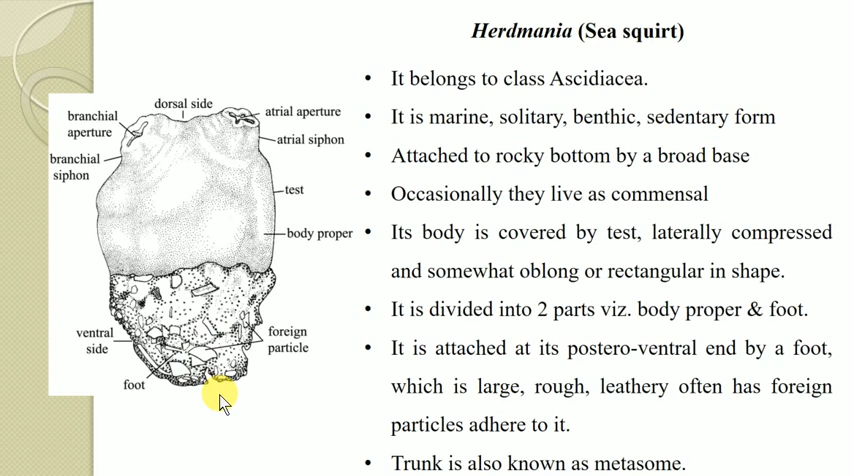 Herdmania (Sea squirt)
dorsal side
branchial
aperture
atrial aperture
atrial siphon
branchial
siphon
test
body proper
ventral
side
foreign
particle
foot
• It belongs to class Ascidiacea.
• It is marine, solitary, benthic, sedentary form
• Attached to rocky bottom by a broad base
• Occasionally they live as commensal
• Its body is covered by test, laterally compressed
and somewhat oblong or rectangular in shape.
• It is divided into 2 parts viz. body proper & foot.
• It is attached at its postero-ventral end by a foot,
which is large, rough, leathery often has foreign
particles adhere to it.
• Trunk is also known as metasome.